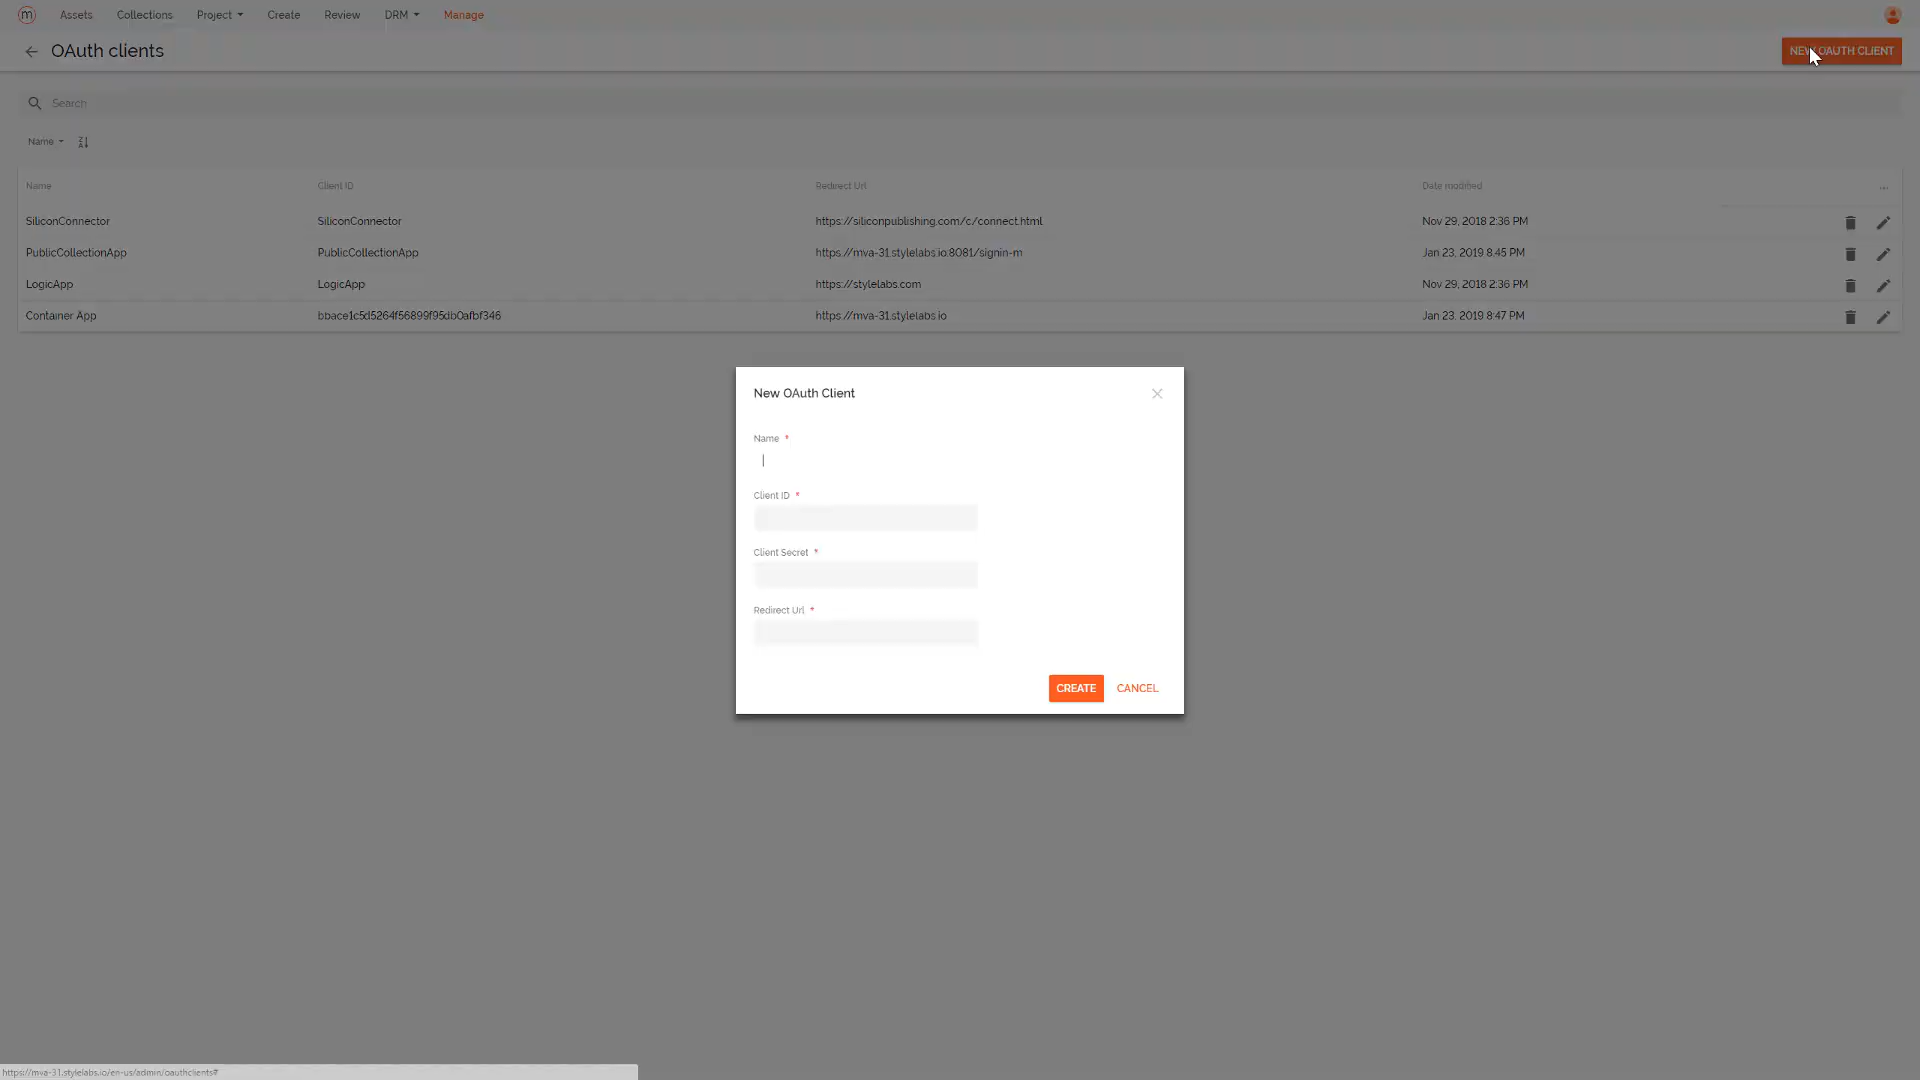 m Assets Collections Project Create Review DRM Manage
OAuth clients
NEW OAUTH CLIENT
Search
Name
Name Client ID Redirect Url Date modified ...
SiliconConnector SiliconConnector https://siliconpublishing.com/c/connect.html Nov 29, 2018 2:36 PM
PublicCollectionApp PublicCollectionApp https://mva-31.stylelabs.io:8081/signin-m Jan 23, 2019 8:45 PM
LogicApp LogicApp https://stylelabs.com Nov 29, 2018 2:36 PM
Container App bbace1c5d5264f56899f95db0afbf346 https://mva-31.stylelabs.io Jan 23, 2019 8:47 PM
New OAuth Client
Name *
Client ID *
Client Secret *
Redirect Url *
CREATE CANCEL
https://mva-31.stylelabs.io/en-us/admin/oauthclients#